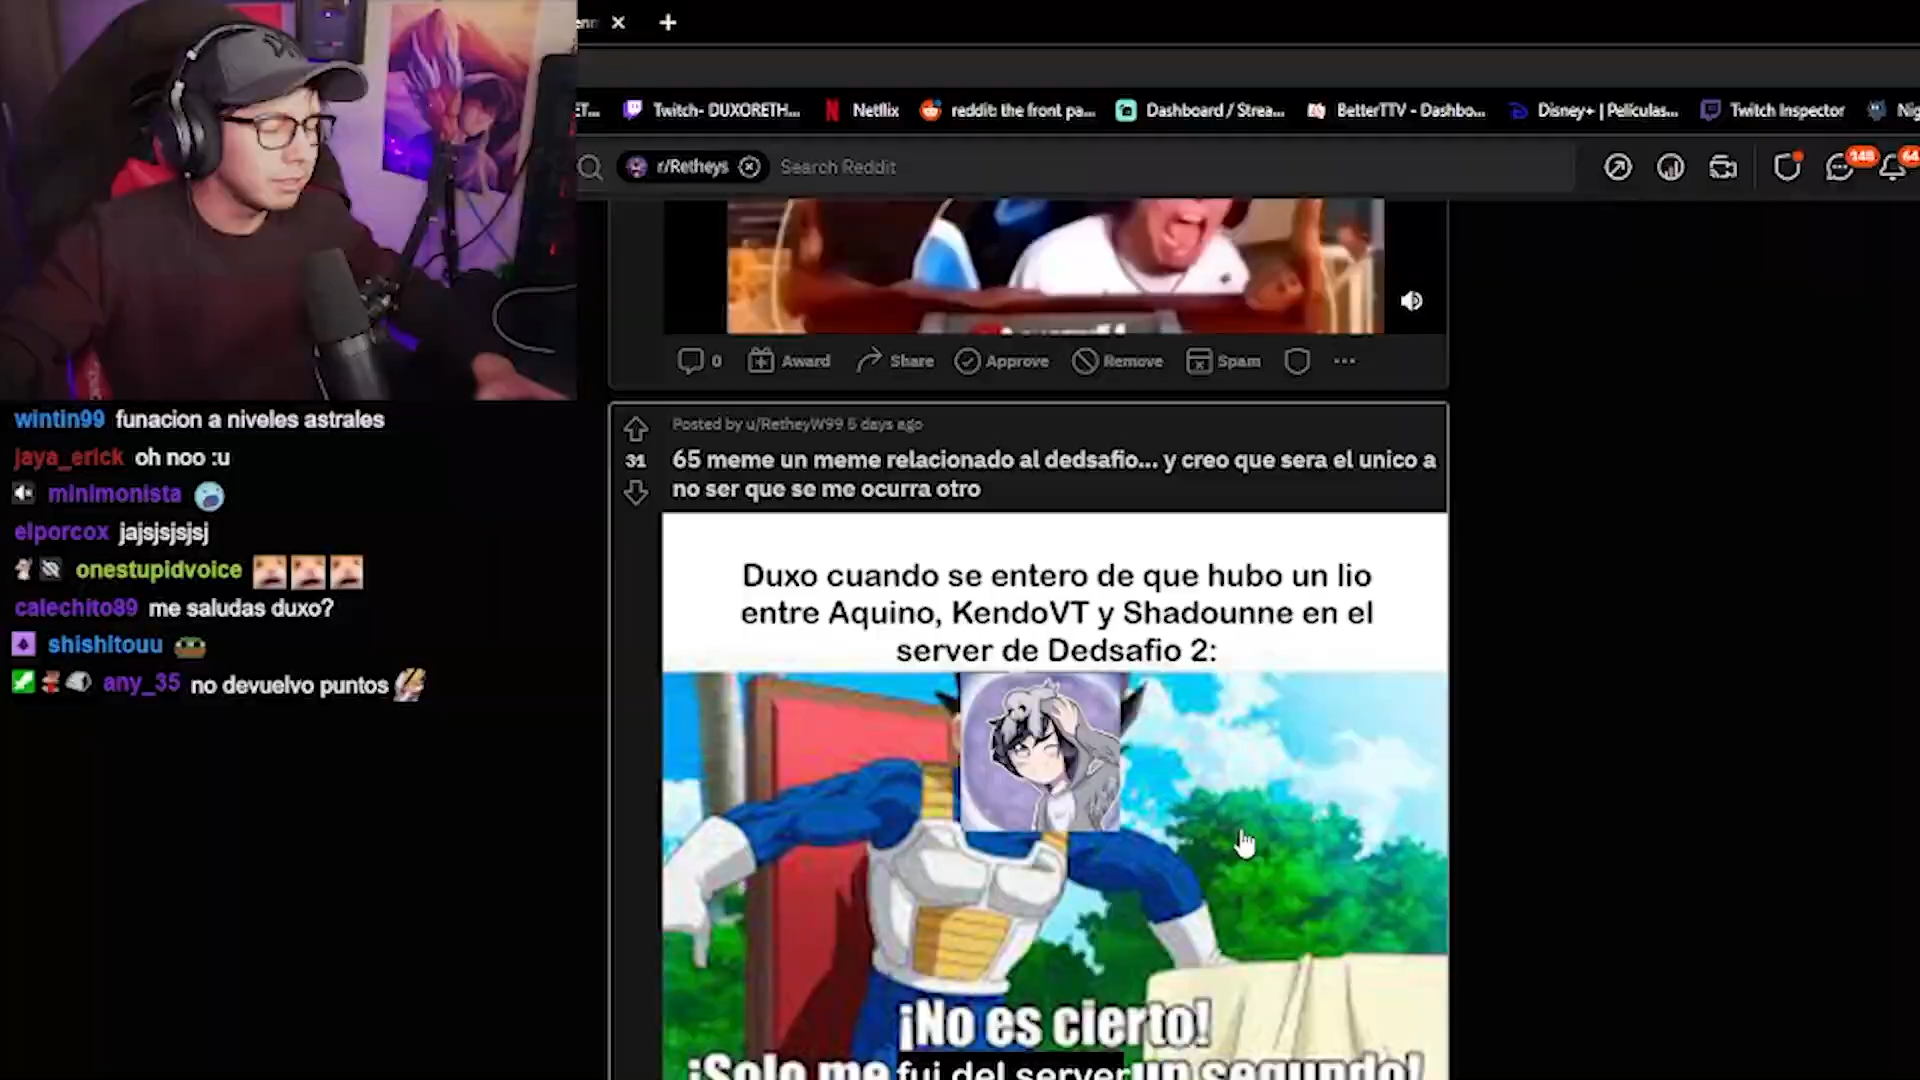 Twitch- DUXORETH...
Netflix
reddit: the front pa...
Dashboard / Strea...
BetterTTV - Dashbo...
Disney+ | Películas...
Twitch Inspector
r/Retheys
Search Reddit
148
64
0
Award
Share
Approve
Remove
Spam
wintin99 funacion a niveles astrales
jaya_erick oh noo :u
minimonista
elporcox jajsjsjsjsj
onestupidvoice
calechito89 me saludas duxo?
shishitouu
any_35 no devuelvo puntos
Posted by u/RetheyW99 5 days ago
31
65 meme un meme relacionado al dedsafio... y creo que sera el unico a
no ser que se me ocurra otro
Duxo cuando se entero de que hubo un lio
entre Aquino, KendoVT y Shadounne en el
server de Dedsafio 2:
¡No es cierto!
¡Solo me fui del server un segundo!